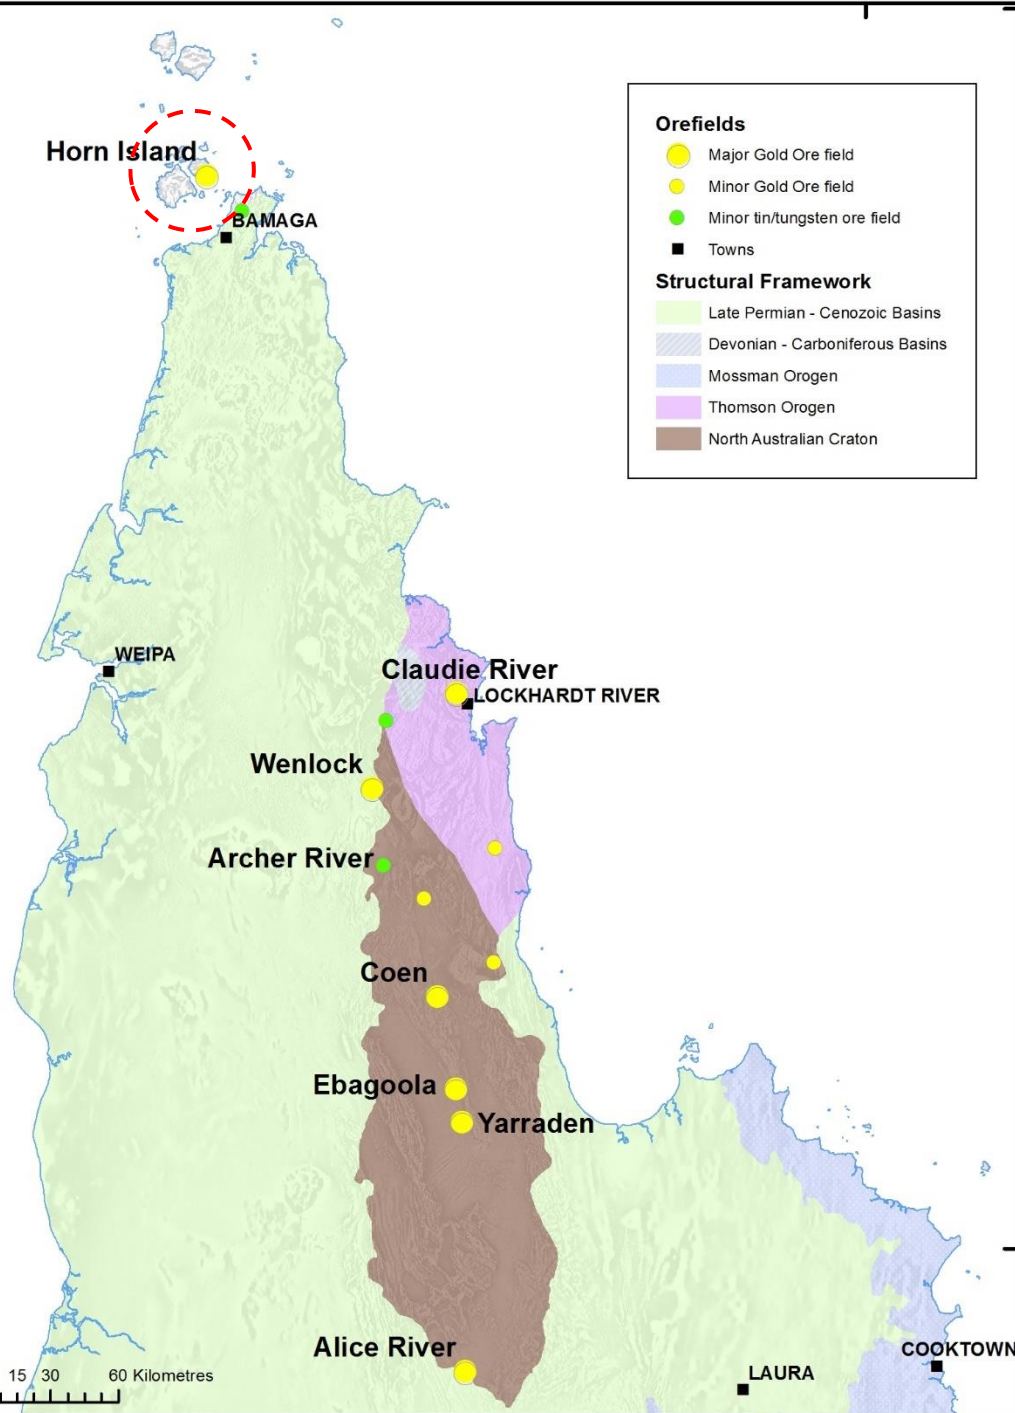 Horn Island
BAMAGA
Orefields
Major Gold Ore field
Minor Gold Ore field
Minor tin/tungsten ore field
Towns
Structural Framework
Late Permian - Cenozoic Basins
Devonian - Carboniferous Basins
Mossman Orogen
Thomson Orogen
North Australian Craton
WEIPA
Claudie River
LOCKHARDT RIVER
Wenlock
Archer River
Coen
Ebagoola
Yarraden
Alice River
COOKTOWN
LAURA
15 30 60 Kilometres